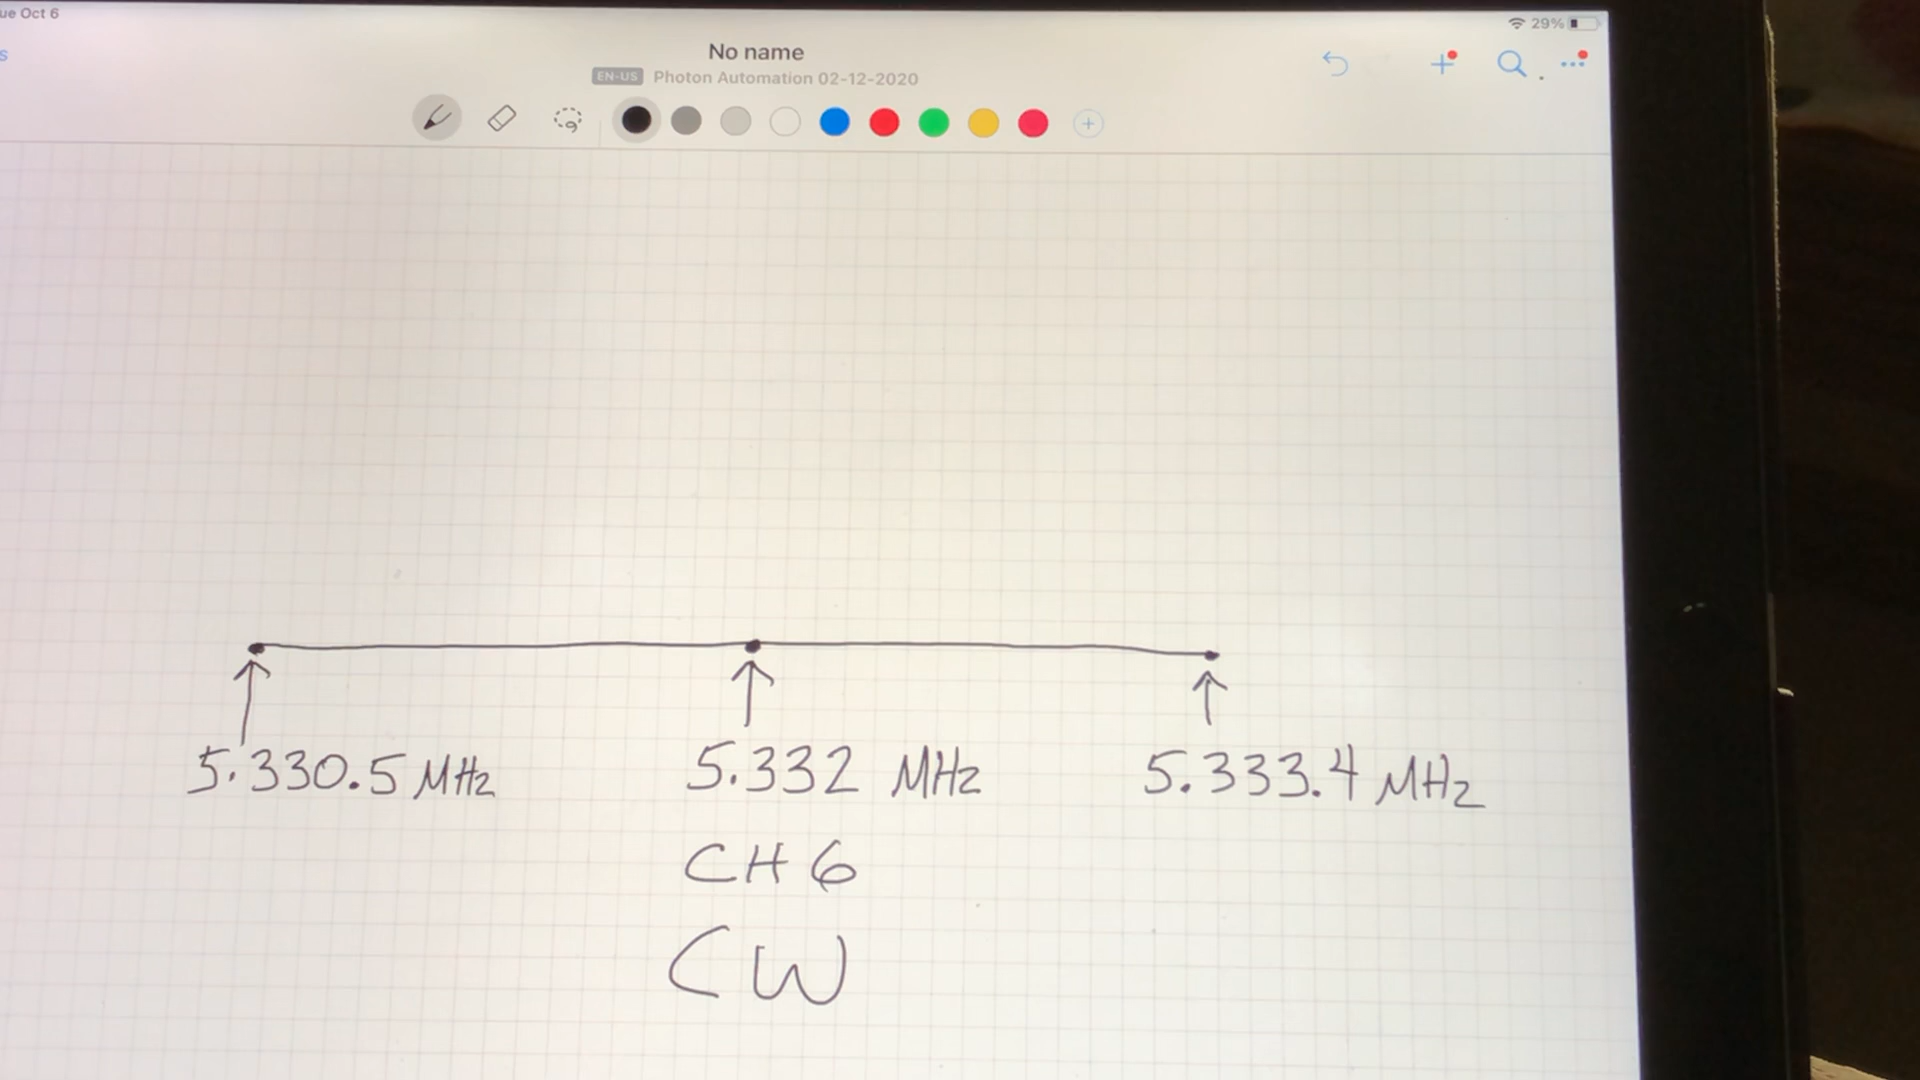 ue Oct 6
29%
s
No name
EN-US Photon Automation 02-12-2020
5.330.5 MHz
5.332 MHz
5.333.4 MHz
CH 6
CW